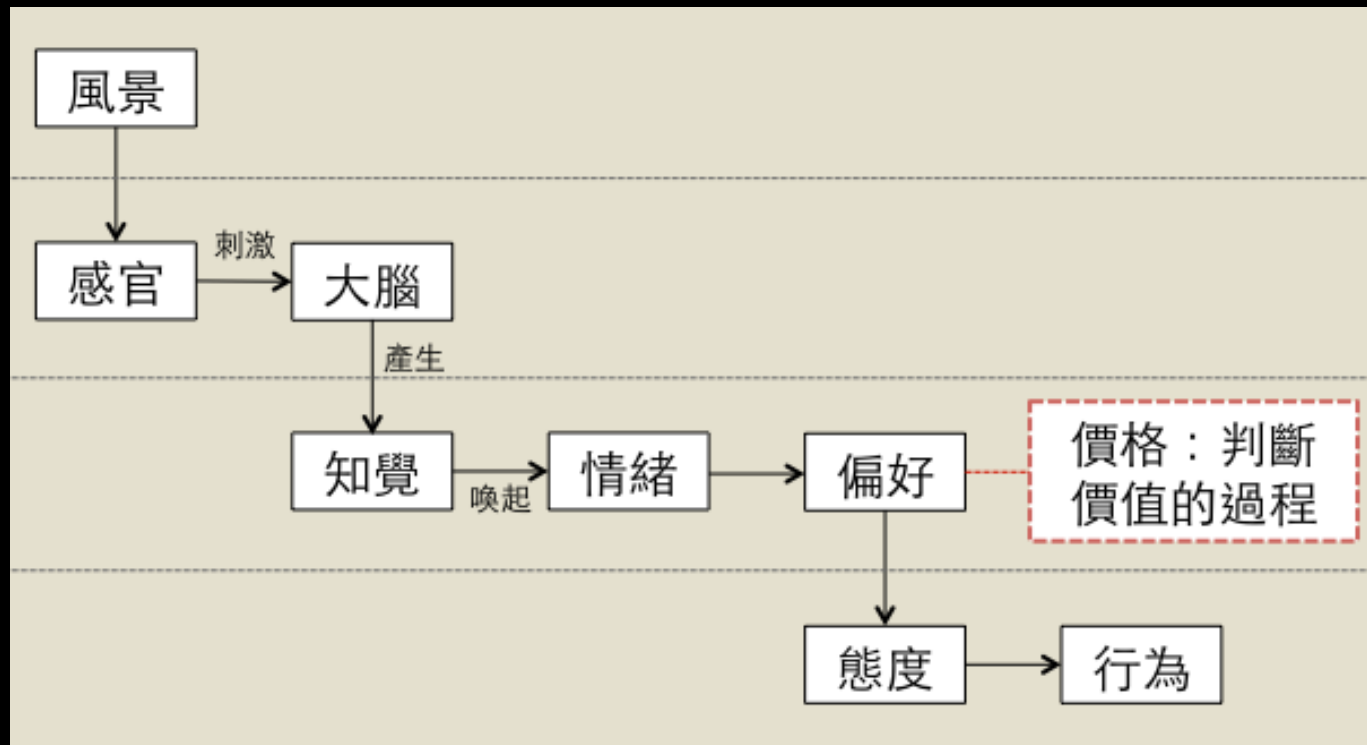 風景
感官
刺激
大腦
產生
知覺
喚起
情緒
偏好
價格：判斷
價值的過程
態度
行為